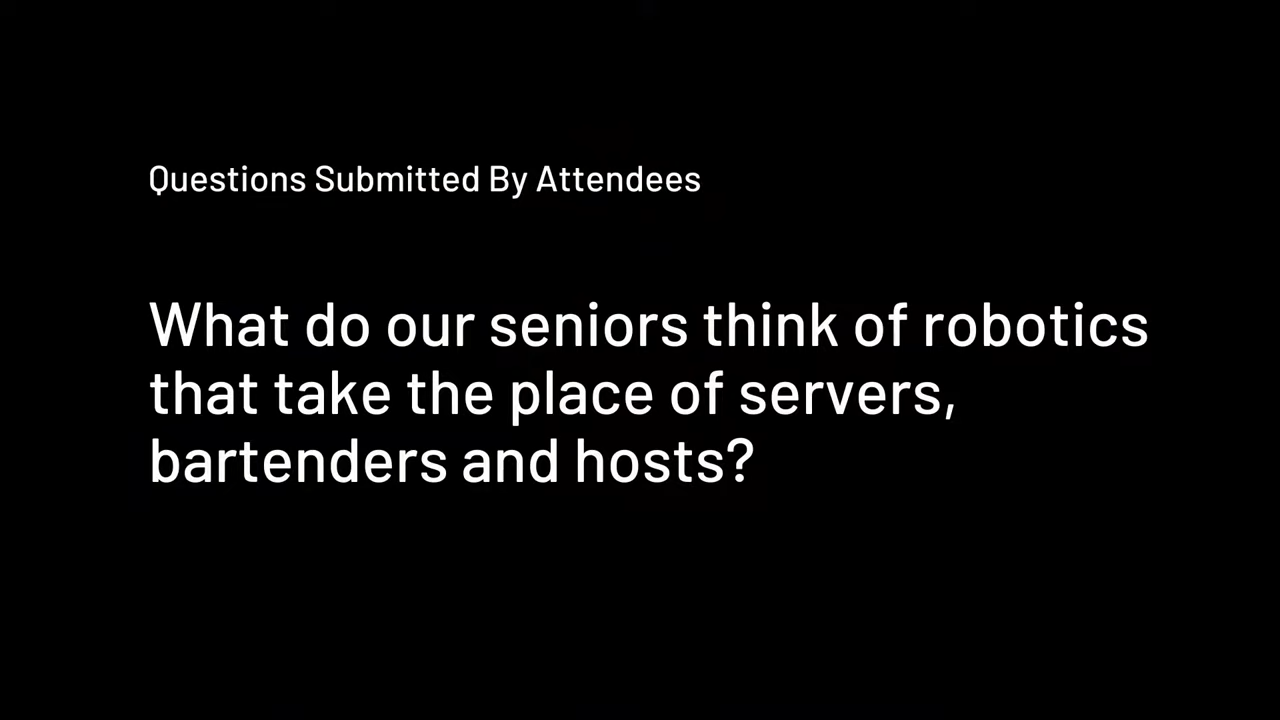 Questions Submitted By Attendees
What do our seniors think of robotics
that take the place of servers,
bartenders and hosts?